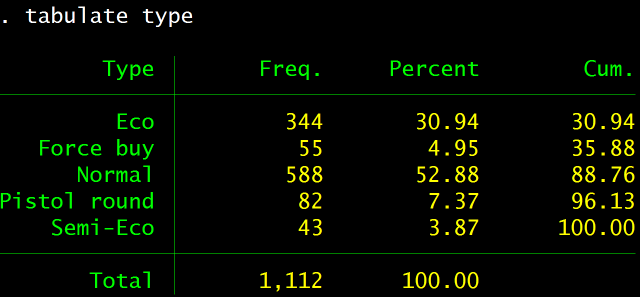 . tabulate type
Type Freq. Percent Cum.
Eco 344 30.94 30.94
Force buy 55 4.95 35.88
Normal 588 52.88 88.76
Pistol round 82 7.37 96.13
Semi-Eco 43 3.87 100.00
Total 1,112 100.00